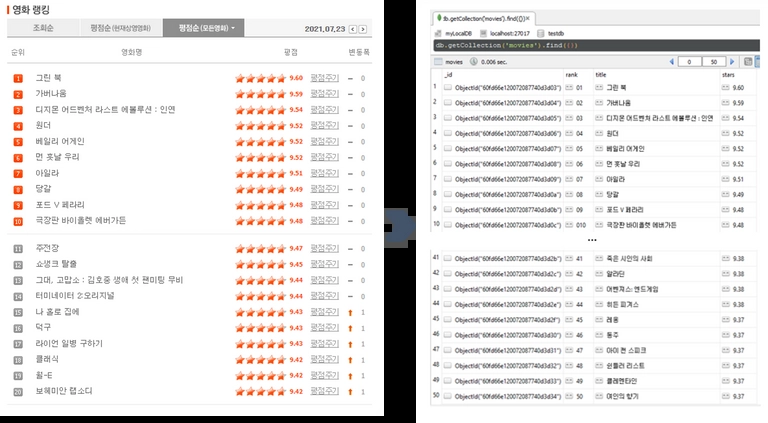 영화 랭킹
조회순 평점순 (현재상영영화) 평점순 (모든영화) 2021.07.23
순위 영화명 평점 변동폭
1 그린 북 9.60 평점주기 0
2 가버나움 9.59 평점주기 0
3 디지몬 어드벤처 라스트 에볼루션 : 인연 9.54 평점주기 0
4 원더 9.52 평점주기 0
5 베일리 어게인 9.52 평점주기 0
6 먼 훗날 우리 9.52 평점주기 0
7 아일라 9.51 평점주기 0
8 당갈 9.49 평점주기 0
9 포드 V 페라리 9.48 평점주기 0
10 극장판 바이올렛 에버가든 9.48 평점주기 0
11 주전장 9.47 평점주기 0
12 쇼생크 탈출 9.45 평점주기 0
13 그대, 고맙소 : 김호중 생애 첫 팬미팅 무비 9.44 평점주기 0
14 터미네이터 2:오리지널 9.44 평점주기 0
15 나 홀로 집에 9.43 평점주기 1
16 덕구 9.43 평점주기 1
17 라이언 일병 구하기 9.43 평점주기 1
18 클래식 9.42 평점주기 1
19 월-E 9.42 평점주기 1
20 보헤미안 랩소디 9.42 평점주기 1
db.getCollection('movies').find({})
myLocalDB localhost:27017 testdb
db.getCollection('movies').find({})
movies 0.006 sec. 0 50
_id rank title stars
1 ObjectId("60fd66e120072087740d3d03") 01 그린 북 9.60
2 ObjectId("60fd66e120072087740d3d04") 02 가버나움 9.59
3 ObjectId("60fd66e120072087740d3d05") 03 디지몬 어드벤처 라스트 에볼루션 : 인연 9.54
4 ObjectId("60fd66e120072087740d3d06") 04 원더 9.52
5 ObjectId("60fd66e120072087740d3d07") 05 베일리 어게인 9.52
6 ObjectId("60fd66e120072087740d3d08") 06 먼 훗날 우리 9.52
7 ObjectId("60fd66e120072087740d3d09") 07 아일라 9.51
8 ObjectId("60fd66e120072087740d3d0a") 08 당갈 9.49
9 ObjectId("60fd66e120072087740d3d0b") 09 포드 V 페라리 9.48
10 ObjectId("60fd66e120072087740d3d0c") 010 극장판 바이올렛 에버가든 9.48
...
41 ObjectId("60fd66e120072087740d3d2b") 41 죽은 시인의 사회 9.38
42 ObjectId("60fd66e120072087740d3d2c") 42 알라딘 9.38
43 ObjectId("60fd66e120072087740d3d2d") 43 어벤져스: 엔드게임 9.38
44 ObjectId("60fd66e120072087740d3d2e") 44 히든 피겨스 9.38
45 ObjectId("60fd66e120072087740d3d2f") 45 레옹 9.37
46 ObjectId("60fd66e120072087740d3d30") 46 동주 9.37
47 ObjectId("60fd66e120072087740d3d31") 47 아이 캔 스피크 9.37
48 ObjectId("60fd66e120072087740d3d32") 48 쉰들러 리스트 9.37
49 ObjectId("60fd66e120072087740d3d33") 49 클레멘타인 9.37
50 ObjectId("60fd66e120072087740d3d34") 50 여인의 향기 9.37